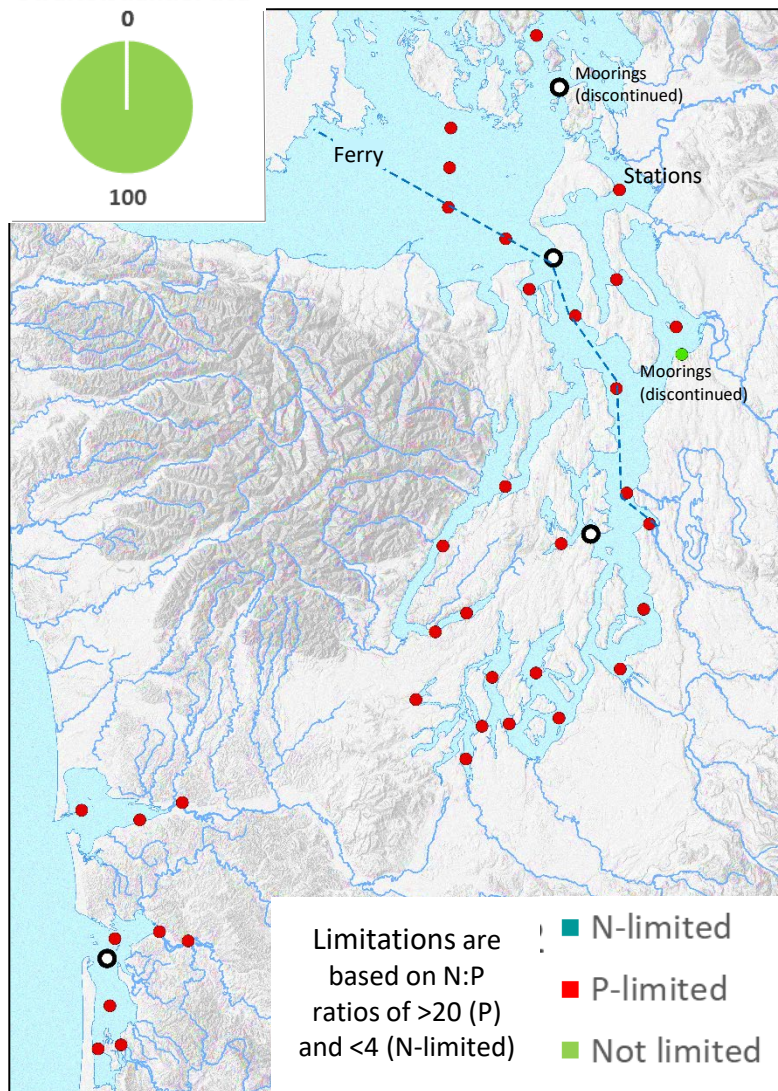 0
100
Moorings
(discontinued)
Ferry
Stations
Moorings
(discontinued)
Limitations are
based on N:P
ratios of >20 (P)
and <4 (N-limited)
N-limited
P-limited
Not limited